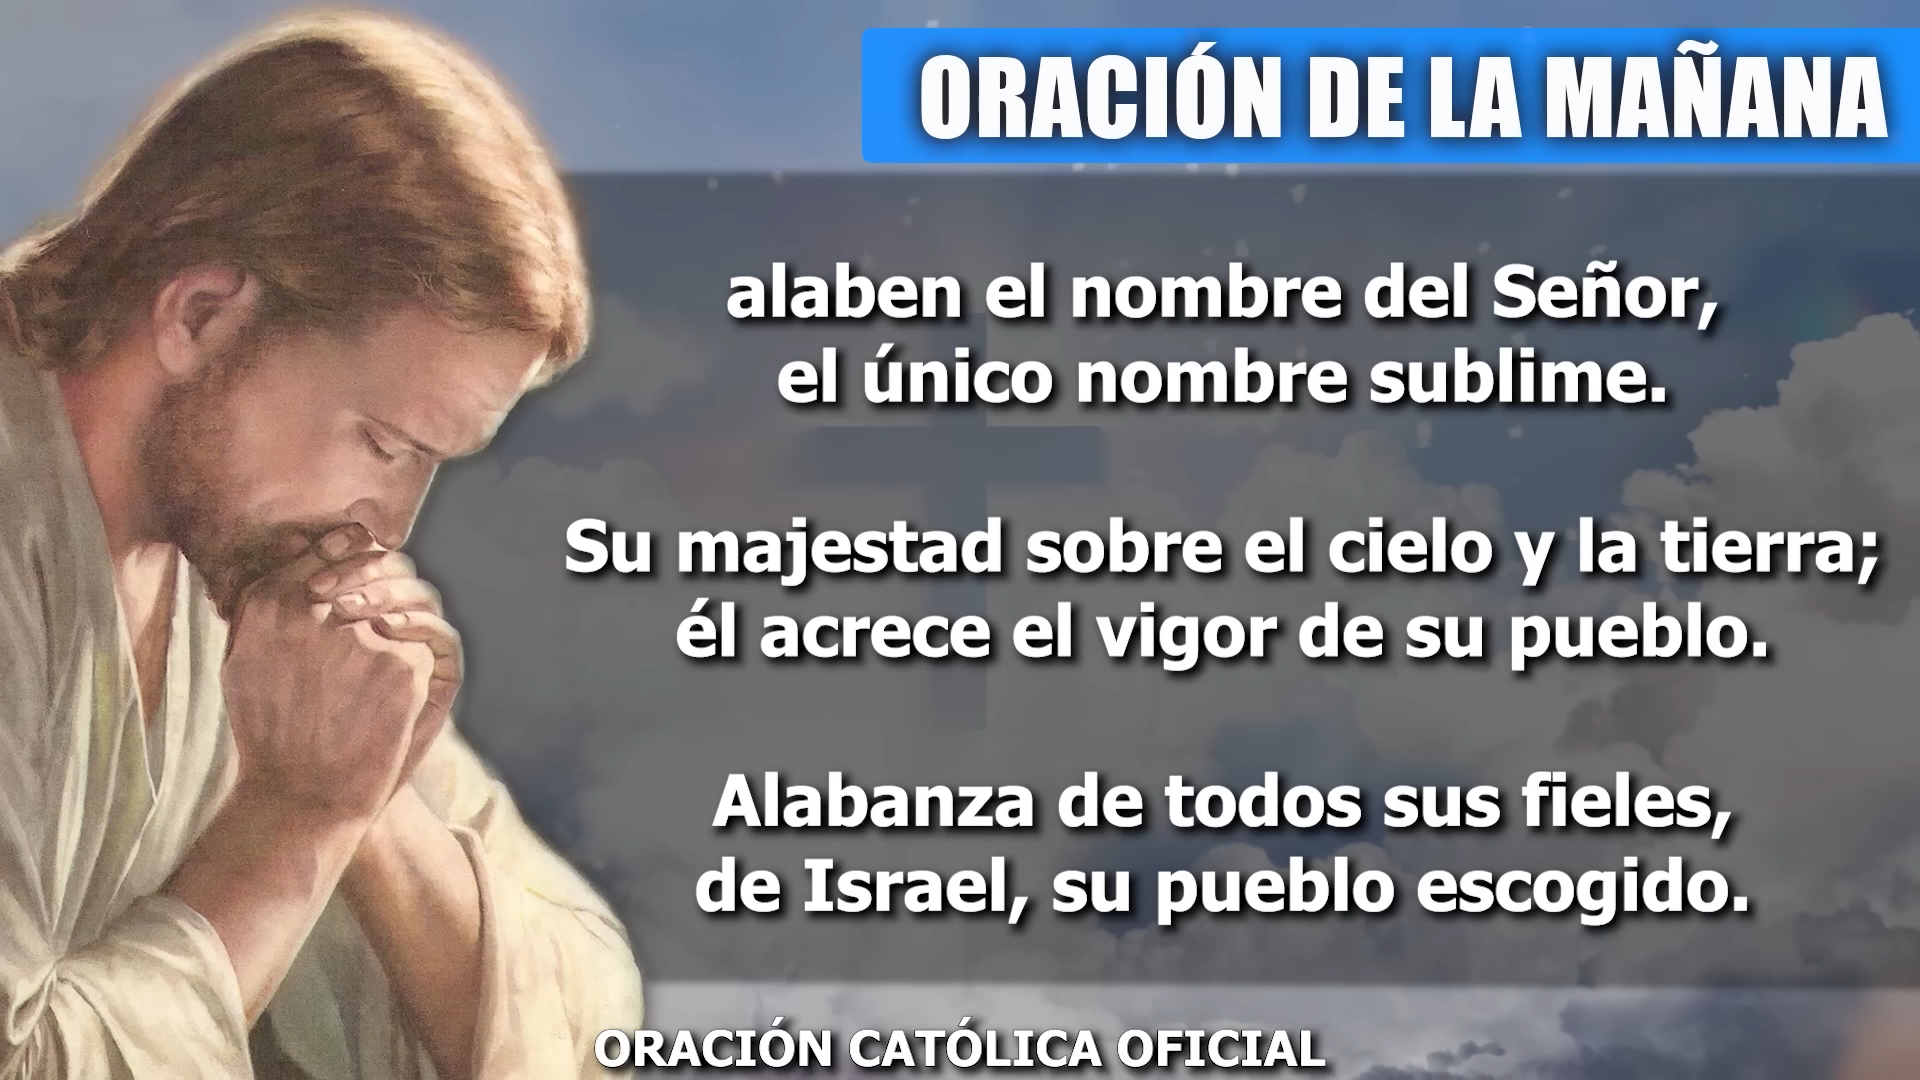 ORACIÓN DE LA MAÑANA
alaben el nombre del Señor,
el único nombre sublime.
Su majestad sobre el cielo y la tierra;
él acrece el vigor de su pueblo.
Alabanza de todos sus fieles,
de Israel, su pueblo escogido.
ORACIÓN CATÓLICA OFICIAL